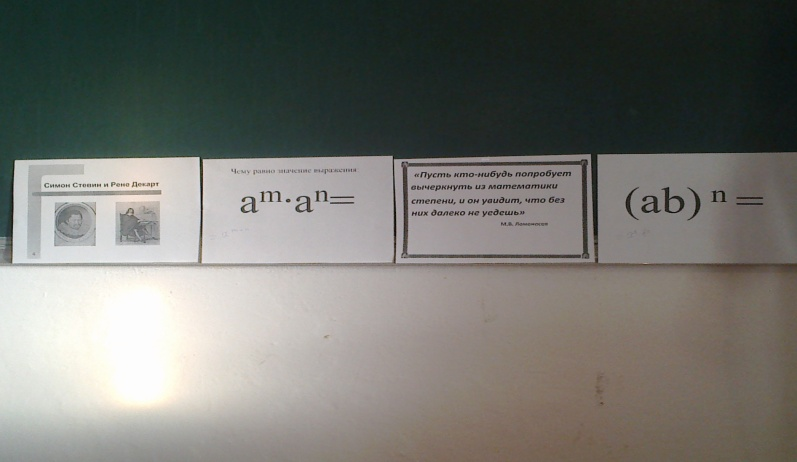 Симон Стевин и Рене Декарт
Чему равно значение выражения
aᵐ·aⁿ=
«Пусть кто-нибудь попробует
вычеркнуть из математики
степени, и он увидит, что без
них далеко не уедешь»
М.В. Ломоносов
(ab) ⁿ =